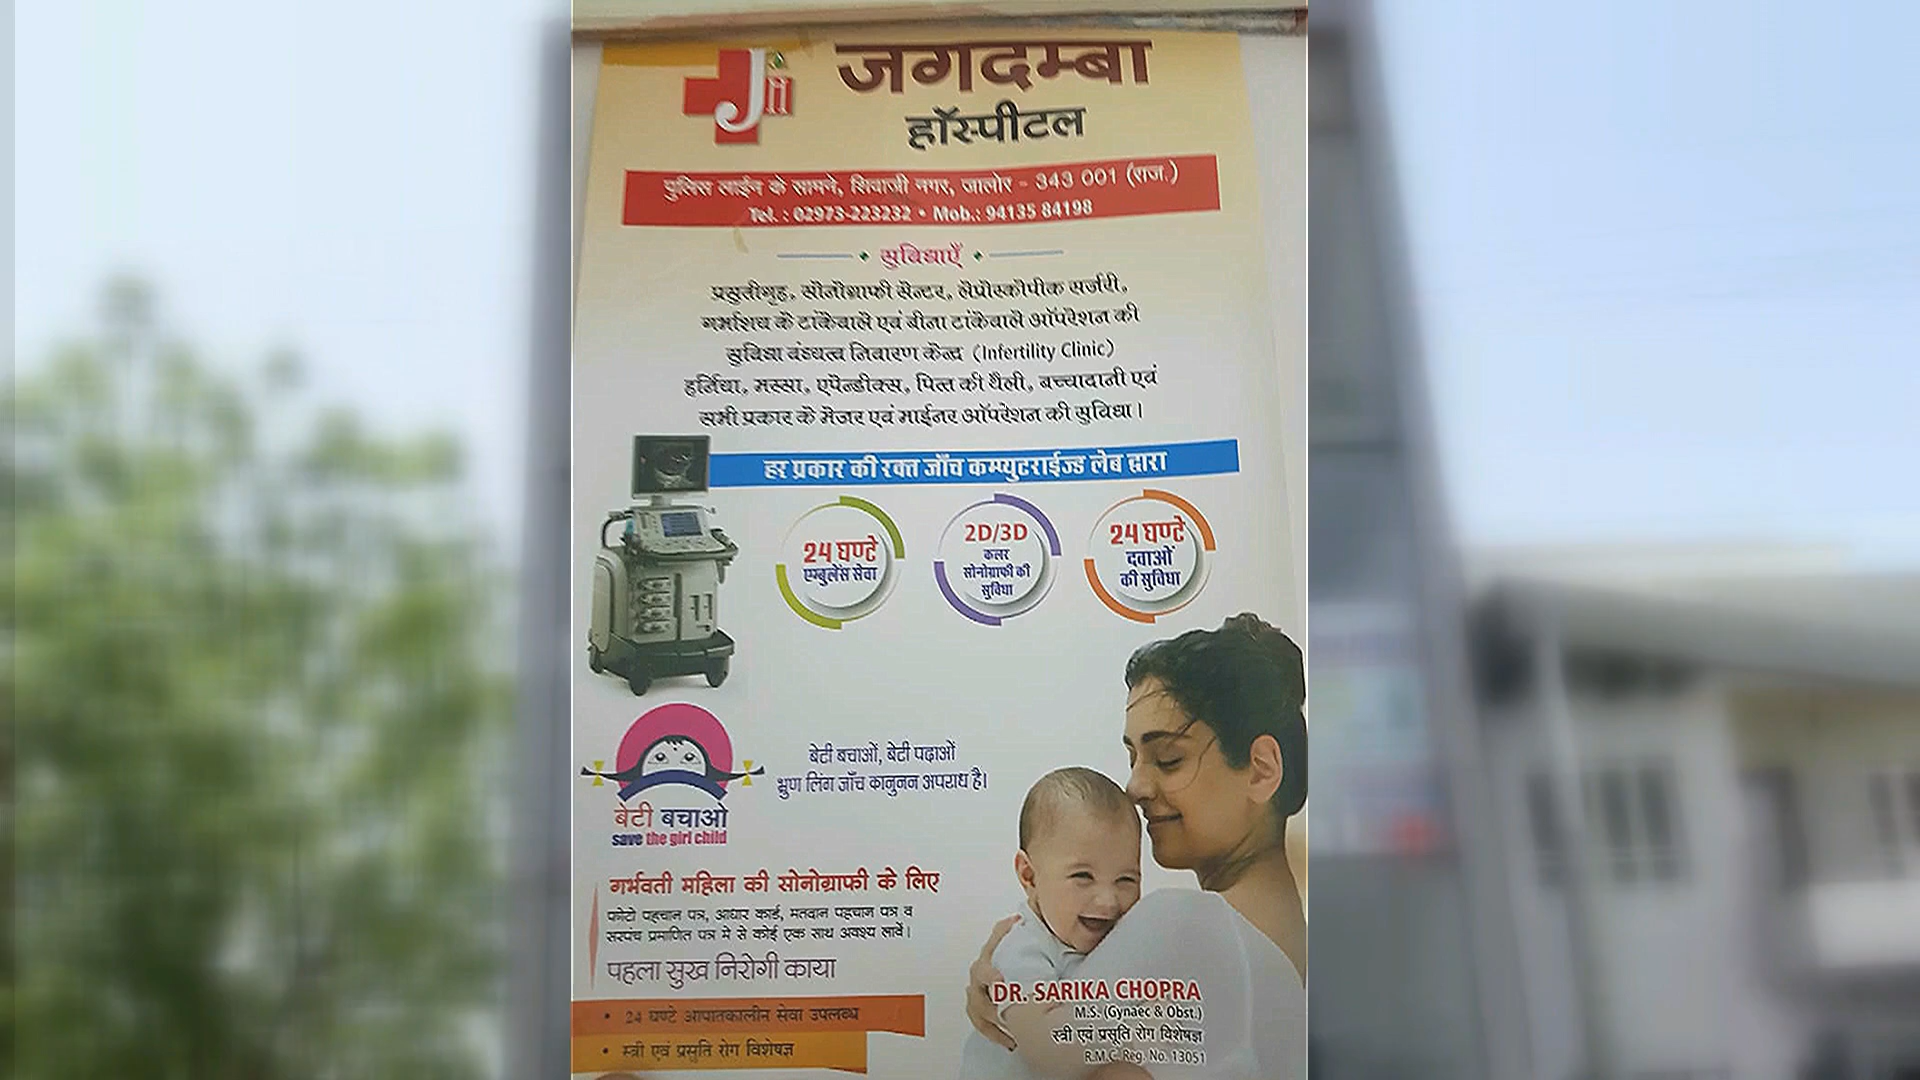 Jii
जगदम्बा
हॉस्पीटल
पुलिस लाईन के सामने, शिवाजी नगर, जालोर - 343 001 (राज.)
Tel. : 02973-223232 • Mob.: 94135 84198
सुविधाएँ
प्रसुतीगृह, सोनोग्राफी सेन्टर, लेप्रोस्कोपीक सर्जरी,
गर्भाशय के टांकेवाले एवं बीना टांकेवाले ऑपरेशन की
सुविधा वंध्यत्व निवारण केन्द्र (Infertility Clinic)
हर्निया, मस्सा, एपेन्डीक्स, पित्त की थैली, बच्चादानी एवं
सभी प्रकार के मेजर एवं माईनर ऑपरेशन की सुविधा।
हर प्रकार की रक्त जाँच कम्प्युटराईज्ड लेब द्वारा
24 घण्टे
एम्बुलेंस सेवा
2D/3D
कलर
सोनोग्राफी की
सुविधा
24 घण्टे
दवाओं
की सुविधा
बेटी बचाओं, बेटी पढ़ाओं
भ्रुण लिंग जाँच कानुनन अपराध है।
बेटी बचाओ
save the girl child
गर्भवती महिला की सोनोग्राफी के लिए
फोटो पहचान पत्र, आधार कार्ड, मतदान पहचान पत्र व
सरपंच प्रमाणित पत्र मे से कोई एक साथ अवश्य लावें।
पहला सुख निरोगी काया
• 24 घण्टे आपातकालीन सेवा उपलब्ध
• स्त्री एवं प्रसुति रोग विशेषज्ञ
DR. SARIKA CHOPRA
M.S. (Gynaec & Obst.)
स्त्री एवं प्रसूति रोग विशेषज्ञ
R.M.C. Reg. No. 13051